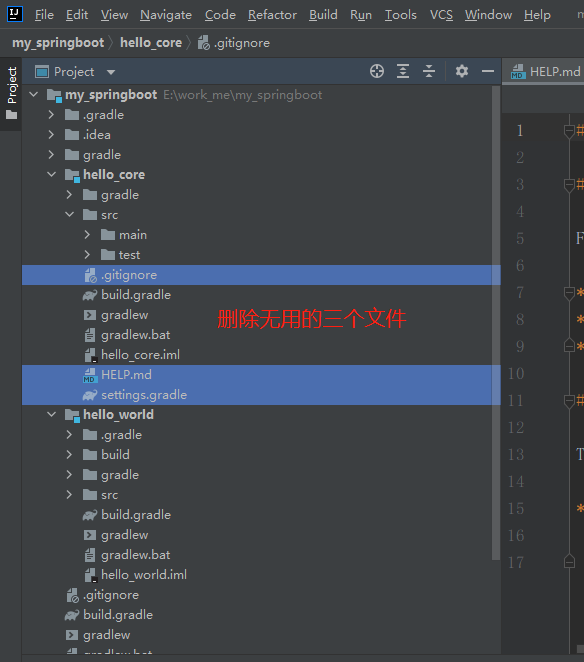 IJ File Edit View Navigate Code Refactor Build Run Tools VCS Window Help m
my_springboot hello_core .gitignore
Project Project HELP.md
my_springboot E:\work_me\my_springboot
.gradle
.idea
gradle
hello_core
gradle
src
main
test
.gitignore
build.gradle
gradlew
gradlew.bat
hello_core.iml
MD HELP.md
settings.gradle
hello_world
.gradle
build
gradle
src
build.gradle
gradlew
gradlew.bat
hello_world.iml
.gitignore
build.gradle
gradlew
gradlew.bat
删除无用的三个文件
1 #
2
3 #
4
5 F
6
7 *
8 *
9 *
10
11 #
12
13 T
14
15 *
16
17